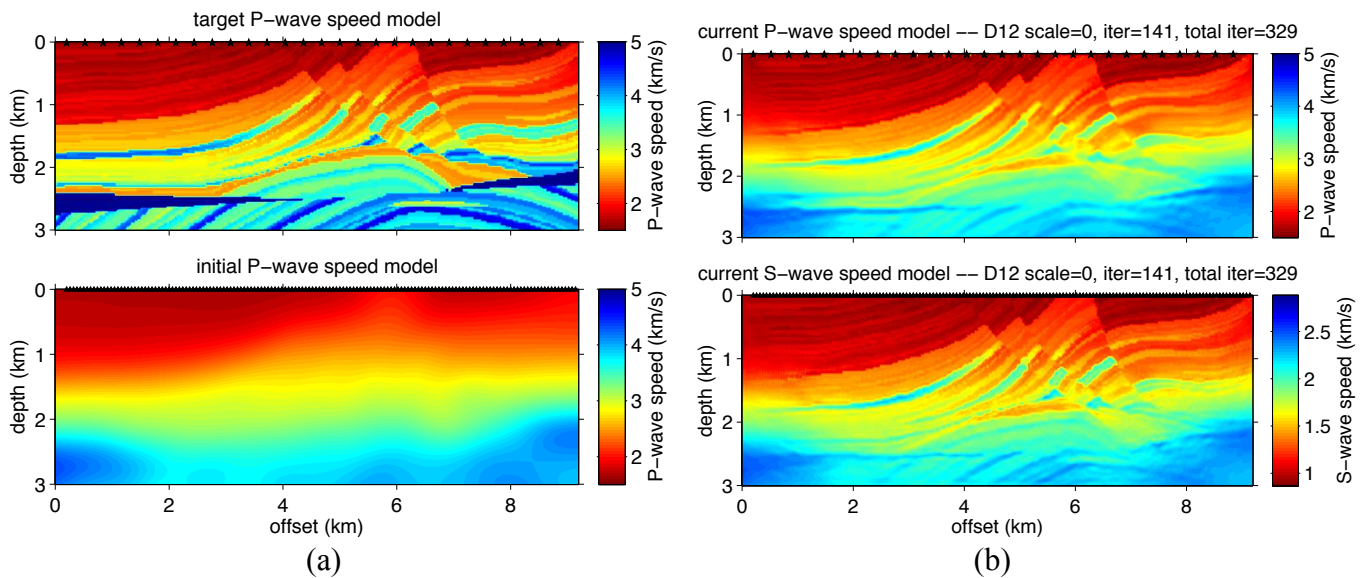 target P−wave speed model
0
1
2
3
depth (km)
5
4
3
2
P−wave speed (km/s)
initial P−wave speed model
0
1
2
3
depth (km)
0
2
4
6
8
offset (km)
5
4
3
2
P−wave speed (km/s)
(a)
current P−wave speed model −− D12 scale=0, iter=141, total iter=329
0
1
2
3
depth (km)
5
4
3
2
P−wave speed (km/s)
current S−wave speed model −− D12 scale=0, iter=141, total iter=329
0
1
2
3
depth (km)
0
2
4
6
8
offset (km)
2.5
2
1.5
1
S−wave speed (km/s)
(b)